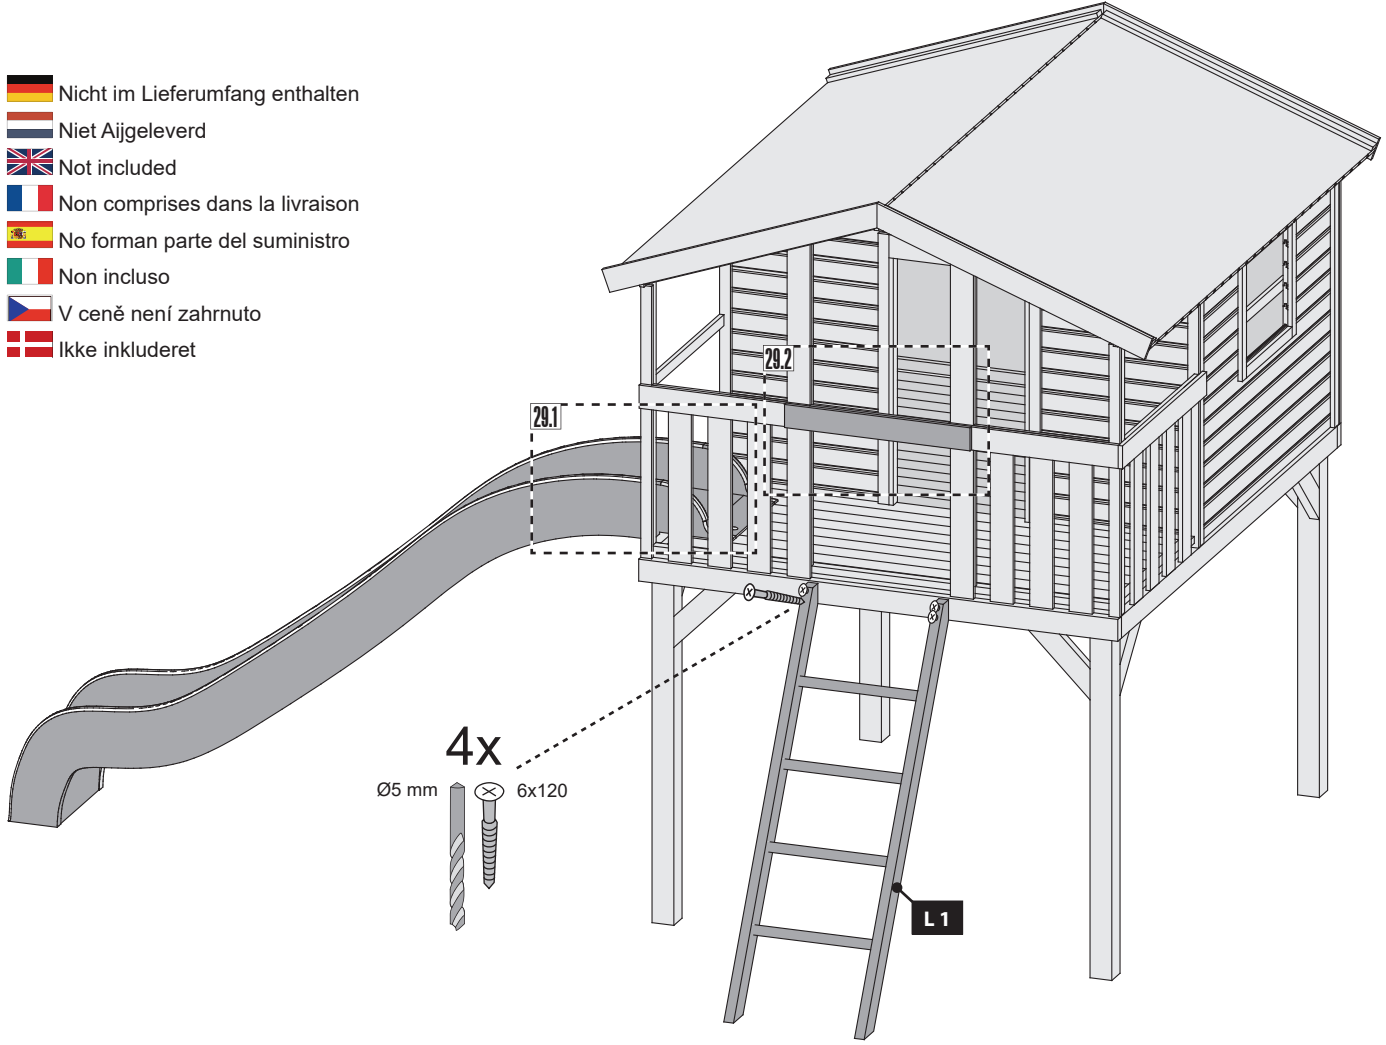 Nicht im Lieferumfang enthalten
Niet Aijgeleverd
Not included
Non comprises dans la livraison
No forman parte del suministro
Non incluso
V ceně není zahrnuto
Ikke inkluderet
29.2
29.1
4x
Ø5 mm
6x120
L 1